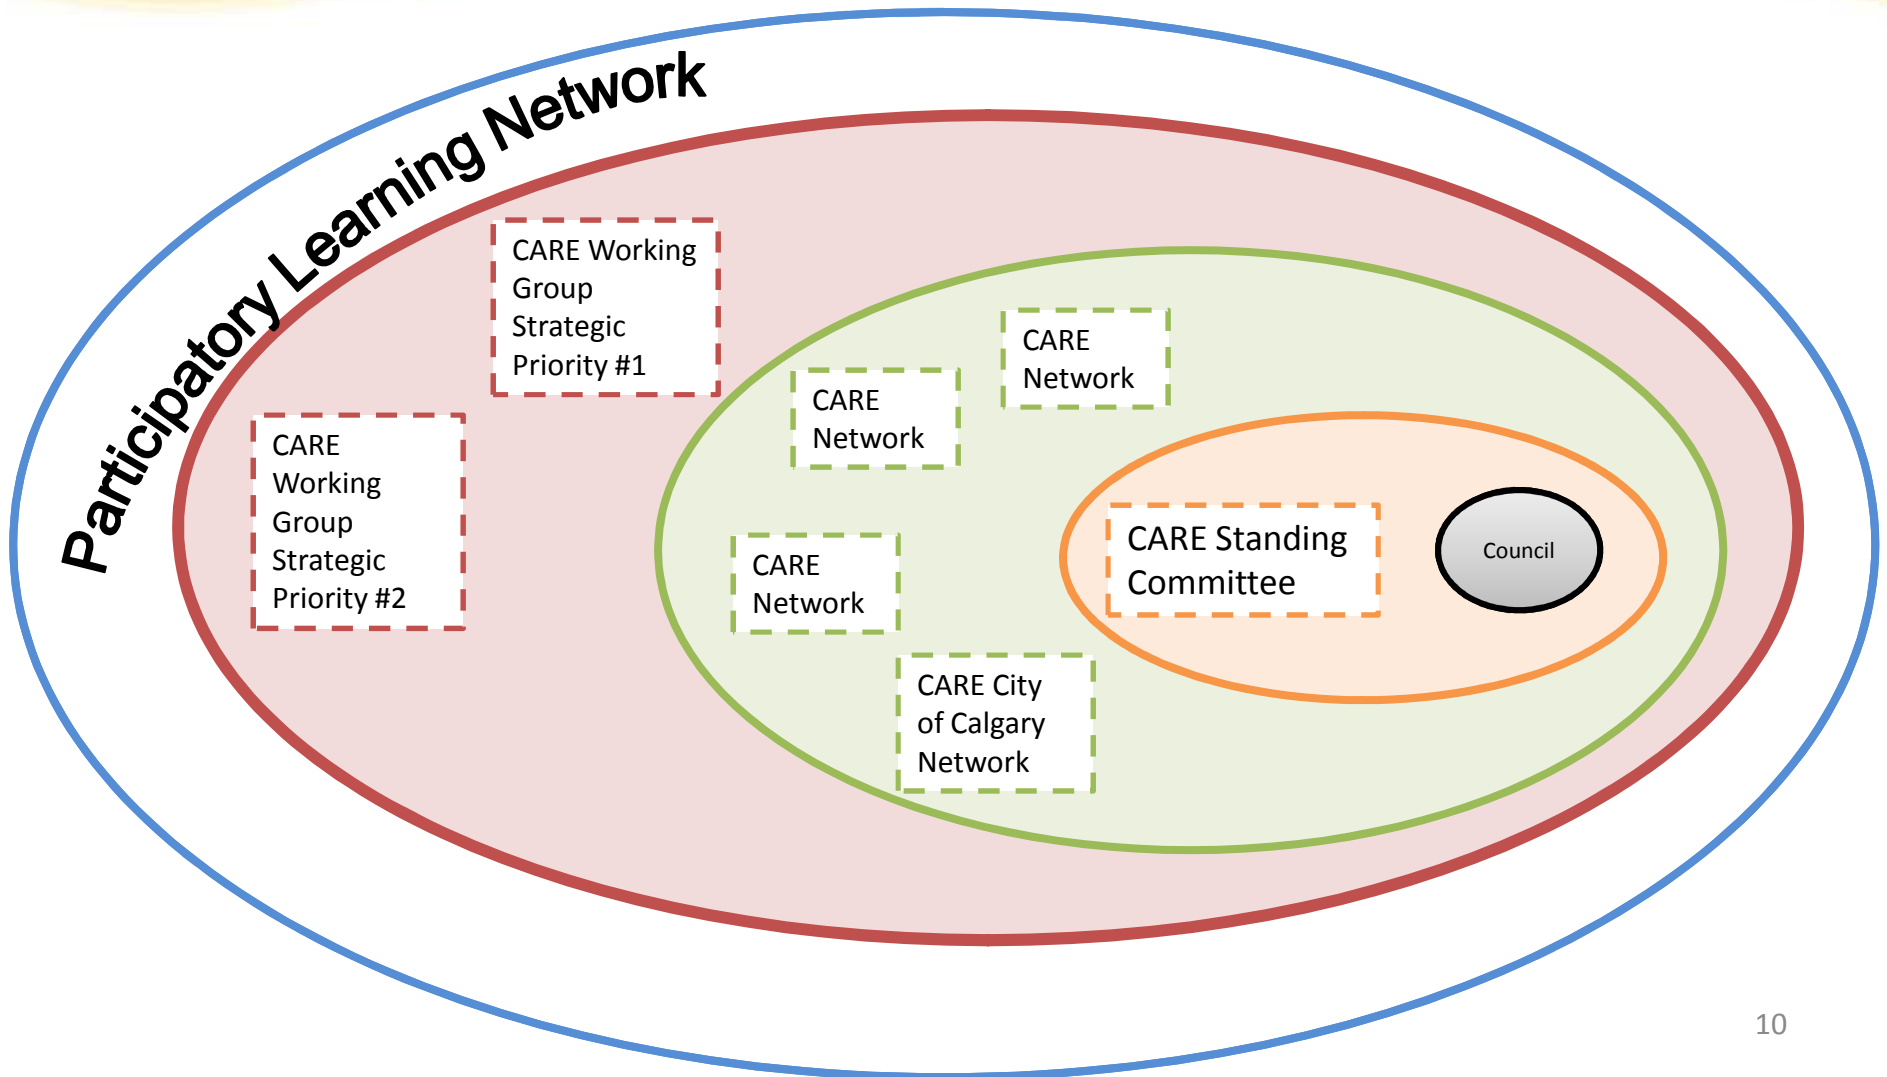 Participatory Learning Network
CARE Working
Group
Strategic
Priority #1
CARE
Network
CARE
Network
CARE
Working
Group
Strategic
Priority #2
CARE Standing
Committee
Council
CARE
Network
CARE City
of Calgary
Network
10